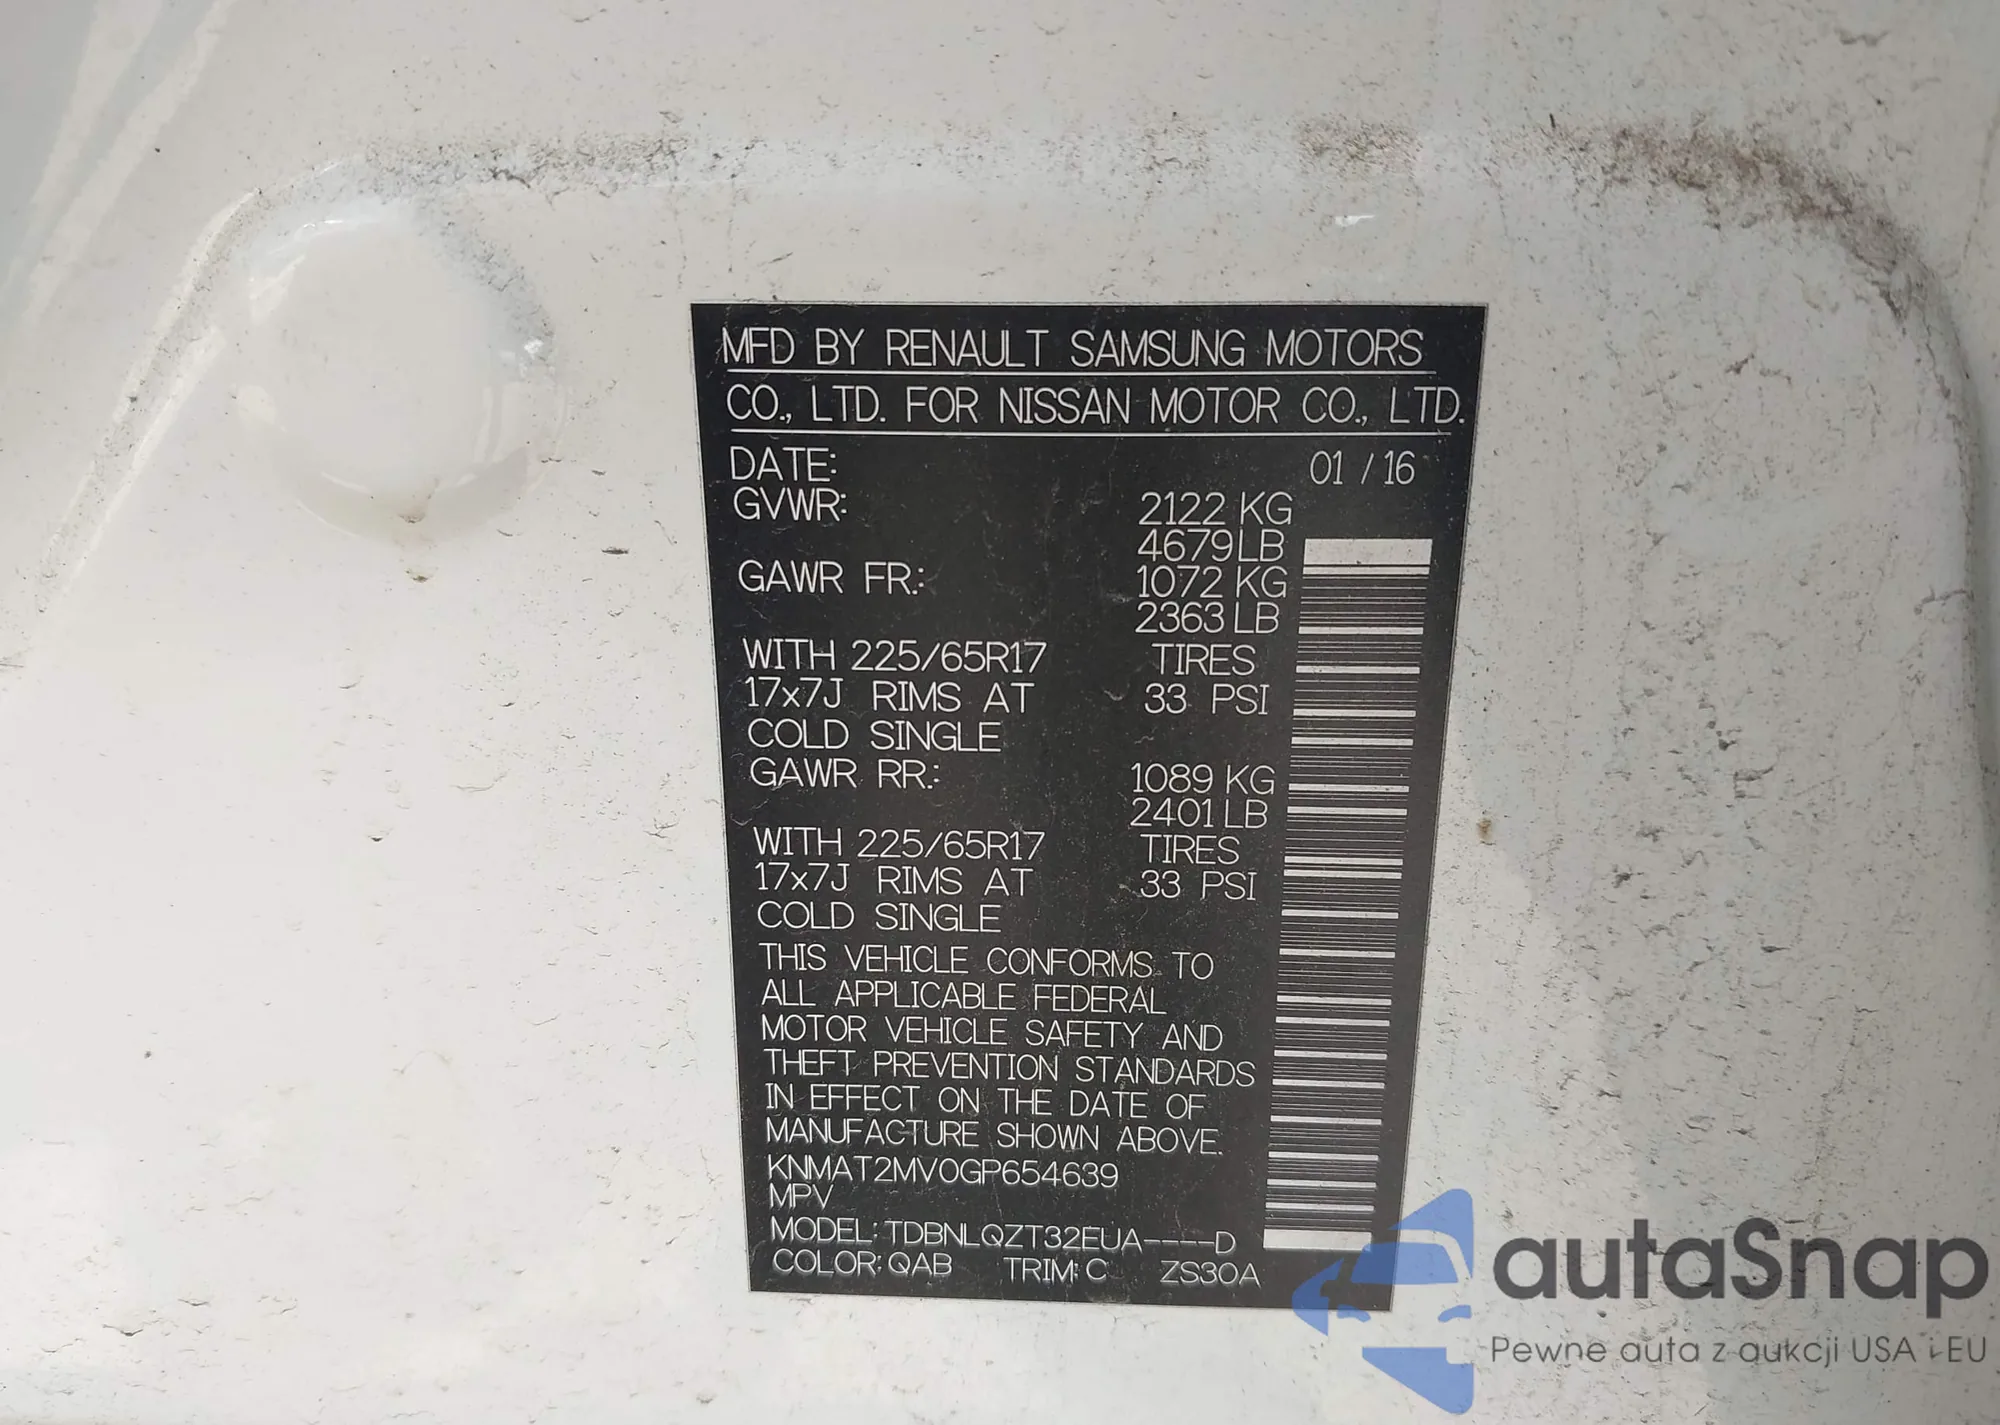 MFD BY RENAULT SAMSUNG MOTORS
CO., LTD. FOR NISSAN MOTOR CO., LTD.
DATE: 01 / 16
GVWR: 2122 KG
4679 LB
GAWR FR.: 1072 KG
2363 LB
WITH 225/65R17 TIRES
17x7J RIMS AT 33 PSI
COLD SINGLE
GAWR RR.: 1089 KG
2401 LB
WITH 225/65R17 TIRES
17x7J RIMS AT 33 PSI
COLD SINGLE
THIS VEHICLE CONFORMS TO
ALL APPLICABLE FEDERAL
MOTOR VEHICLE SAFETY AND
THEFT PREVENTION STANDARDS
IN EFFECT ON THE DATE OF
MANUFACTURE SHOWN ABOVE.
KNMAT2MV0GP654639
MPV
MODEL: TDBNLQZT32EUA----D
COLOR: QAB TRIM: C ZS30A
autaSnap
Pewne auta z aukcji USA i EU